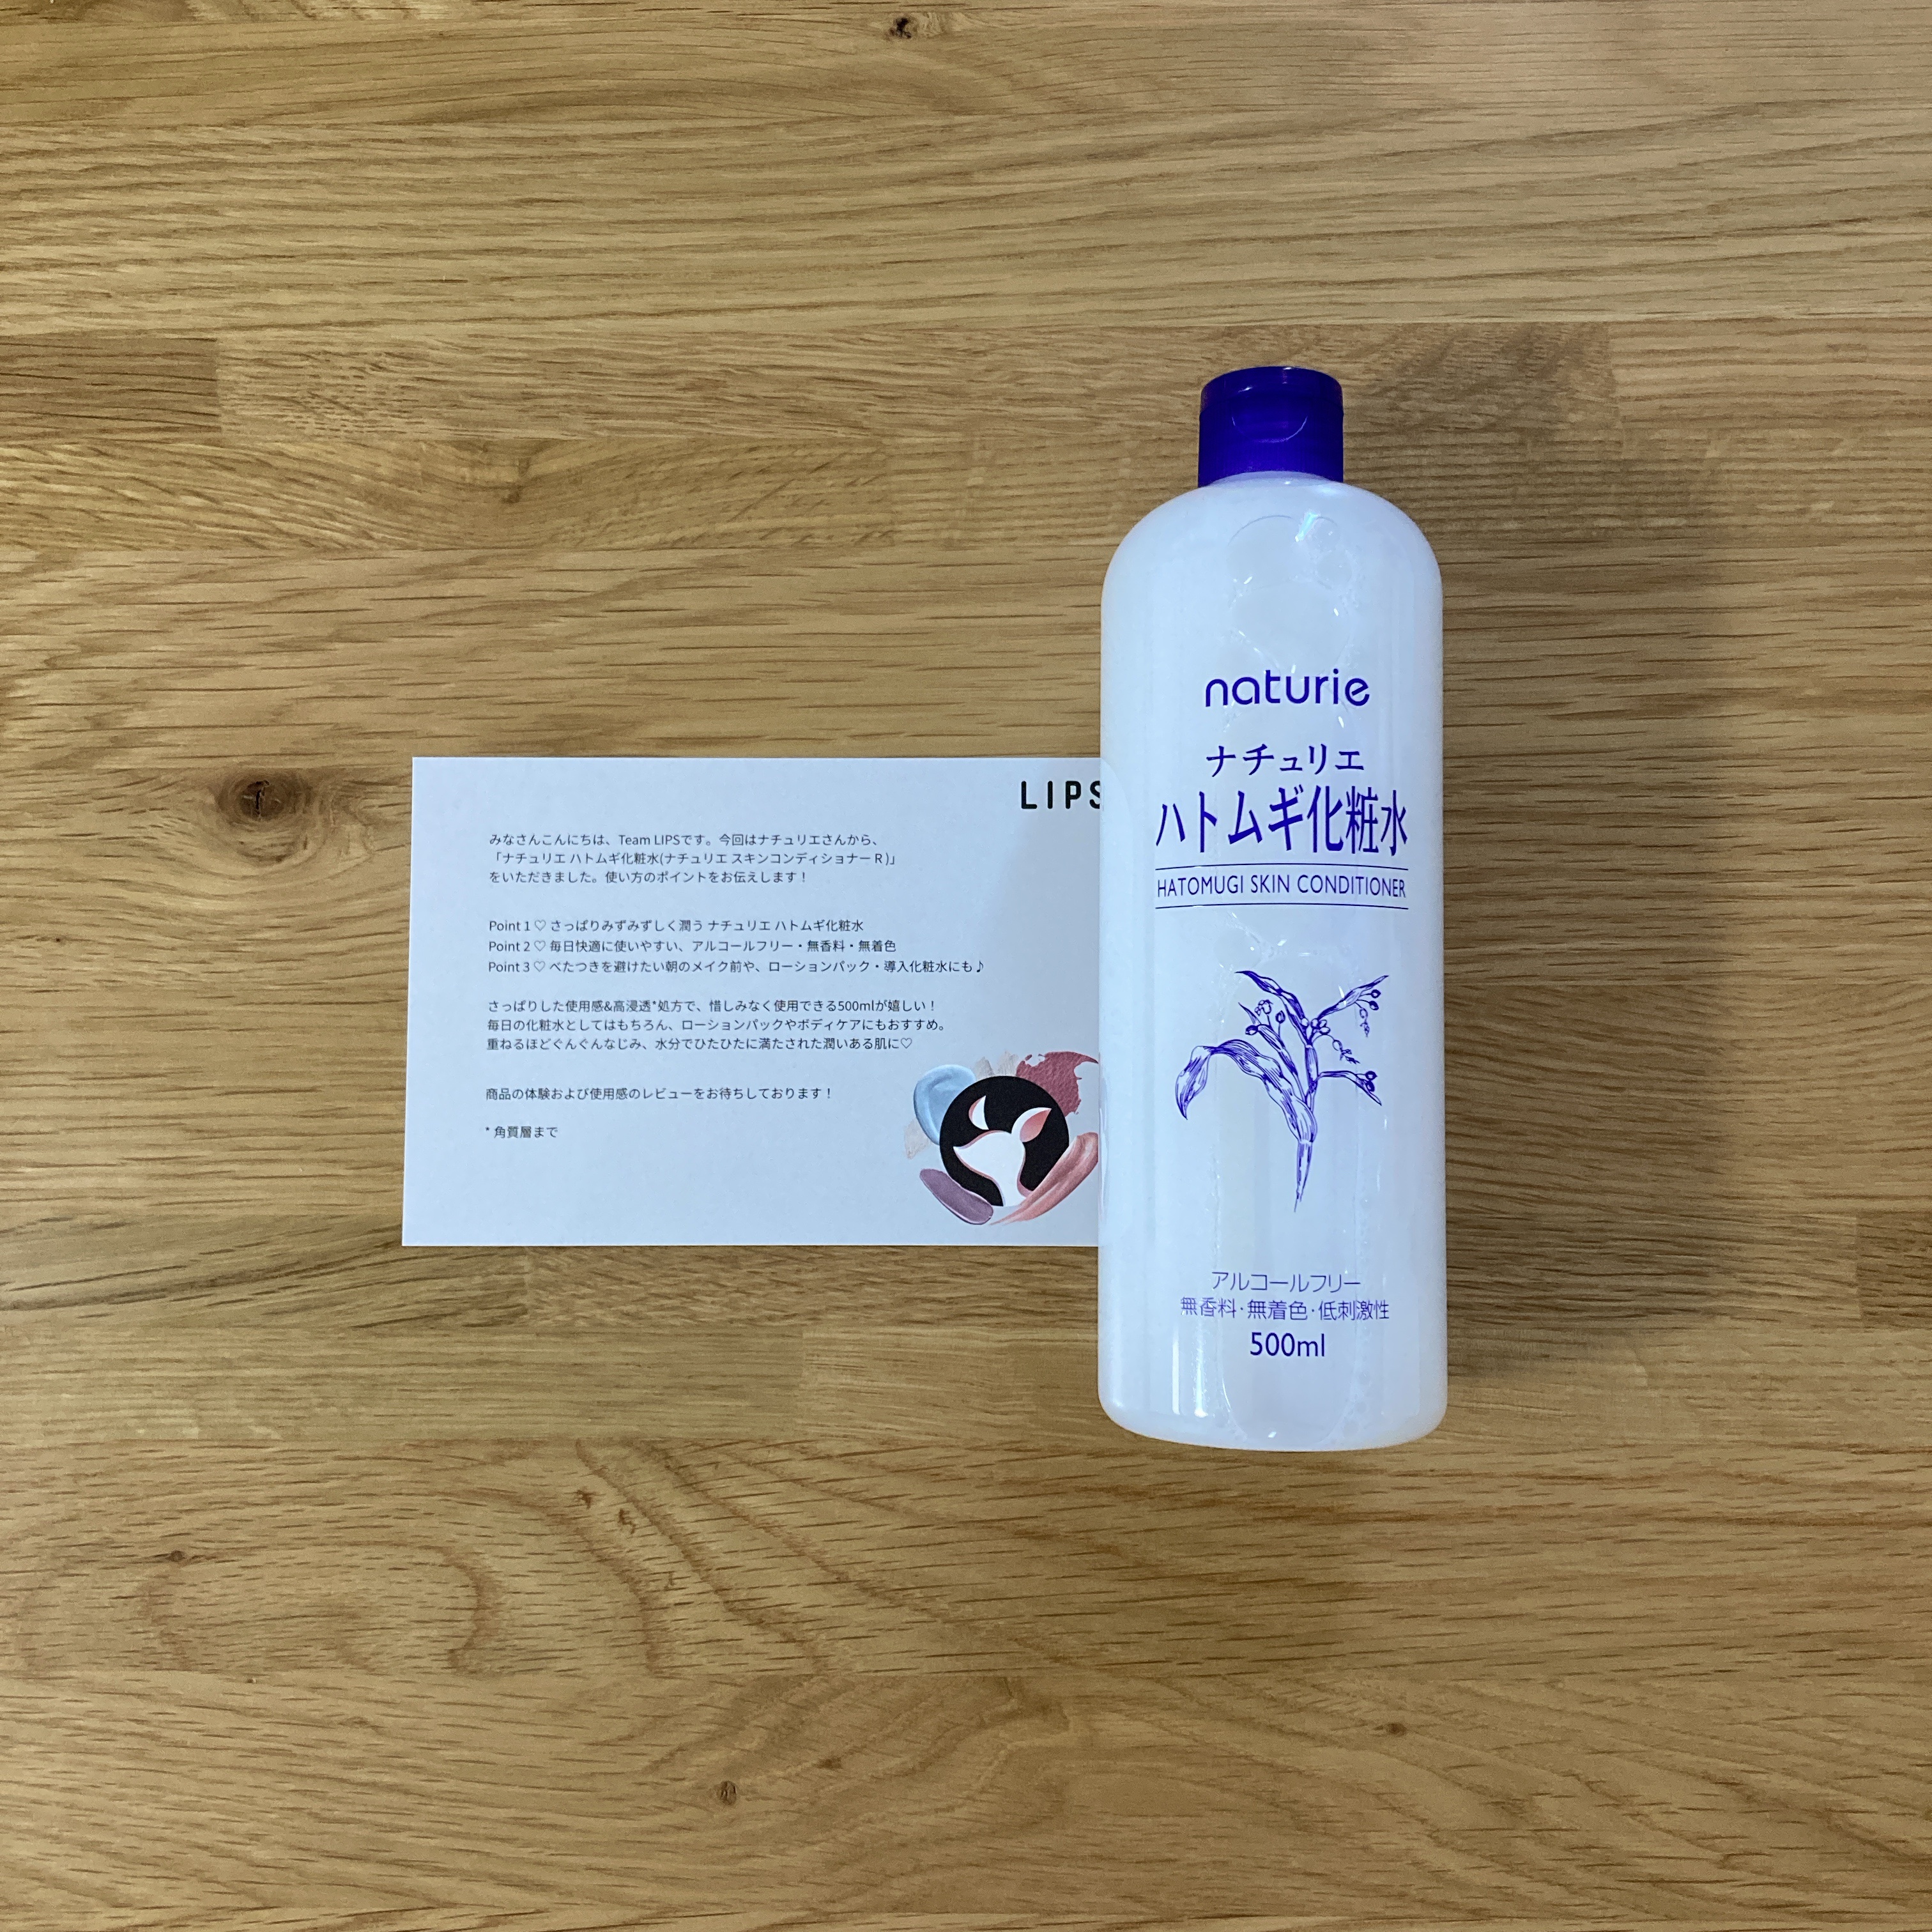 LIPS
みなさんこんにちは、Team LIPSです。今回はナチュリエさんから、
「ナチュリエ ハトムギ化粧水(ナチュリエ スキンコンディショナー R )」
をいただきました。使い方のポイントをお伝えします！
Point 1 ♡ さっぱりみずみずしく潤う ナチュリエ ハトムギ化粧水
Point 2 ♡ 毎日快適に使いやすい、アルコールフリー・無香料・無着色
Point 3 ♡ べたつきを避けたい朝のメイク前や、ローションパック・導入化粧水にも♪
さっぱりした使用感&高浸透*処方で、惜しみなく使用できる500mlが嬉しい！
毎日の化粧水としてはもちろん、ローションパックやボディケアにもおすすめ。
重ねるほどぐんぐんなじみ、水分でひたひたに満たされた潤いある肌に♡
商品の体験および使用感のレビューをお待ちしております！
* 角質層まで
naturie
ナチュリエ
ハトムギ化粧水
HATOMUGI SKIN CONDITIONER
アルコールフリー
無香料・無着色・低刺激性
500ml